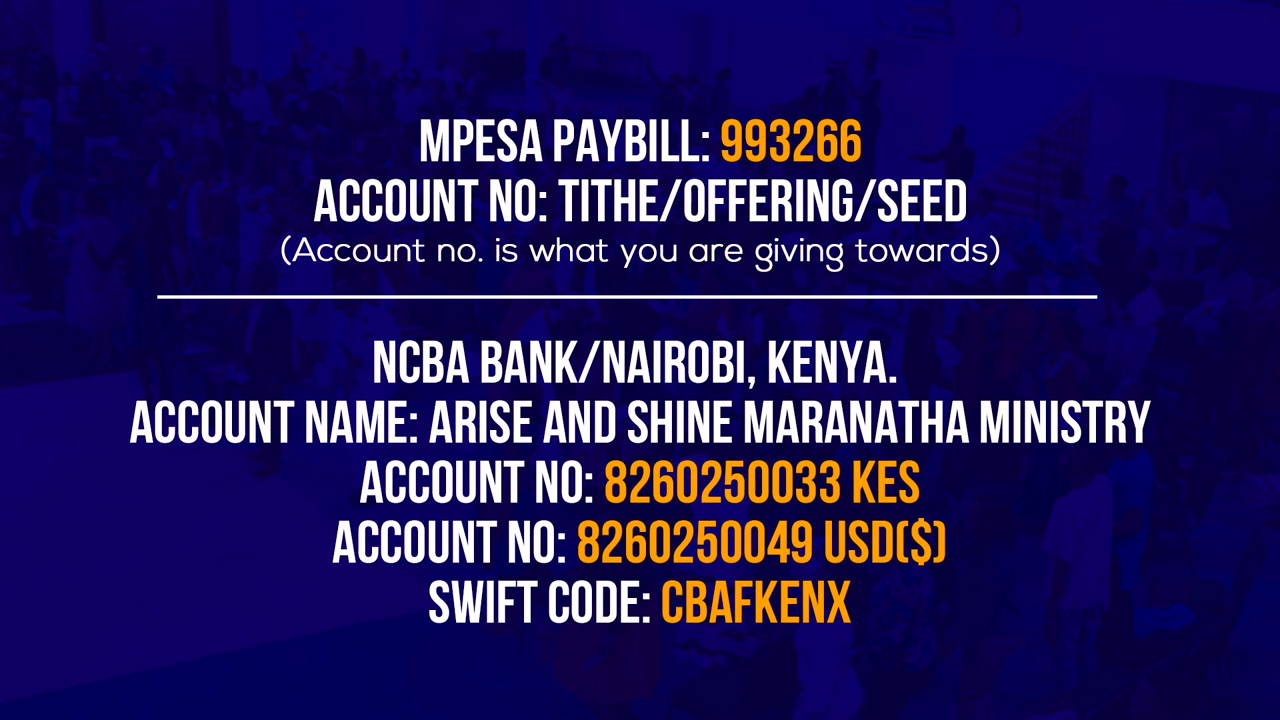 MPESA PAYBILL: 993266
ACCOUNT NO: TITHE/OFFERING/SEED
(Account no. is what you are giving towards)
NCBA BANK/NAIROBI, KENYA.
ACCOUNT NAME: ARISE AND SHINE MARANATHA MINISTRY
ACCOUNT NO: 8260250033 KES
ACCOUNT NO: 8260250049 USD($)
SWIFT CODE: CBAFKENX